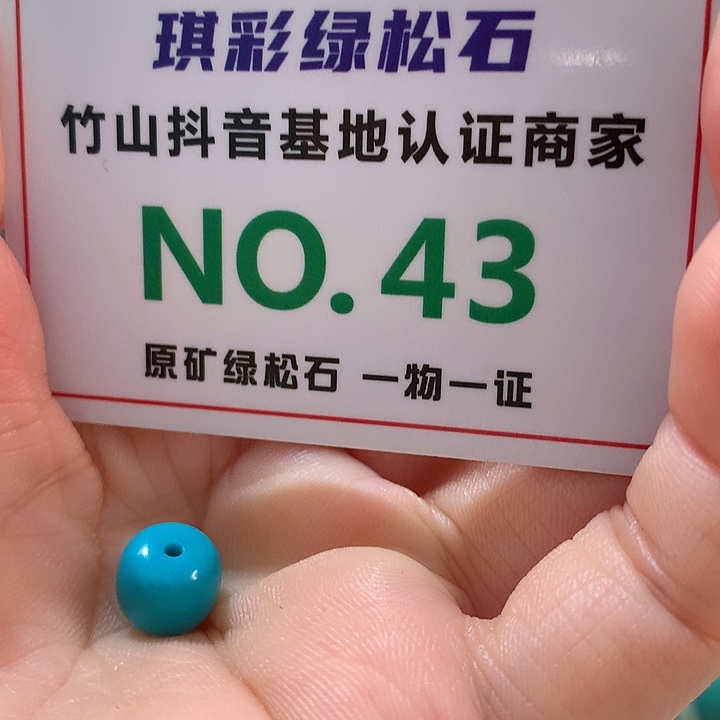 琪彩绿松石
竹山抖音基地认证商家
NO.43
原矿绿松石 一物一证